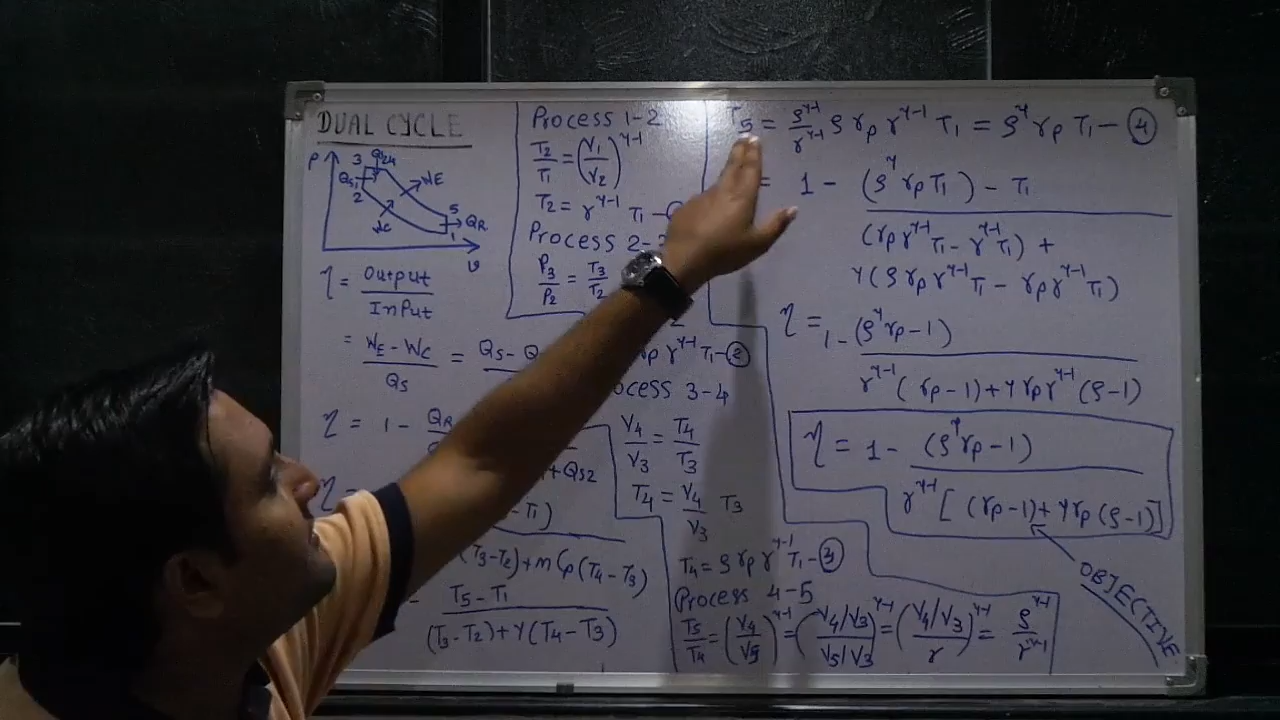 DUAL CYCLE
P
3 QS2 4
QS1
WE
2
WC
5
QR
1
υ
η = Output / InPut
= WE - WC / QS = QS - Q
η = 1 - QR
+ QS2
η =
- T1)
(T3-T2) + mCp (T4 - T3)
- T5 - T1 / (T3-T2) + γ(T4 - T3)
Process 1-2
T2/T1 = (V1/V2)^γ-1
T2 = r^γ-1 T1 -
Process 2-3
P3/P2 = T3/T2
rp r^γ-1 T1 - ②
ocess 3-4
V4/V3 = T4/T3
T4 = V4/V3 T3
T4 = ρ rp r^γ-1 T1 - ③
Process 4-5
T5/T4 = (V4/V5)^γ-1 = (V4/V3 / V5/V3)^γ-1 = (V4/V3 / r)^γ-1 = ρ^γ-1 / r^γ-1
T5 = ρ^γ-1 / r^γ-1 ρ rp r^γ-1 T1 = ρ^γ rp T1 - ④
= 1 - (ρ^γ rp T1) - T1
(rp r^γ-1 T1 - r^γ-1 T1) +
γ(ρ rp r^γ-1 T1 - rp r^γ-1 T1)
η = 1 - (ρ^γ rp - 1)
r^γ-1 (rp - 1) + γ rp r^γ-1 (ρ - 1)
η = 1 - (ρ^γ rp - 1)
r^γ-1 [(rp - 1) + γ rp (ρ - 1)]
OBJECTIVE